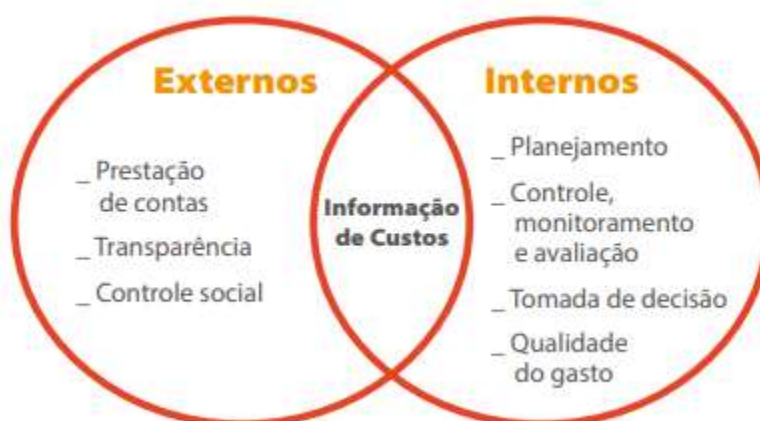 Externos
_ Prestação
de contas
_ Transparência
_ Controle social
Informação
de Custos
Internos
_ Planejamento
_ Controle,
monitoramento
e avaliação
_ Tomada de decisão
_ Qualidade
do gasto